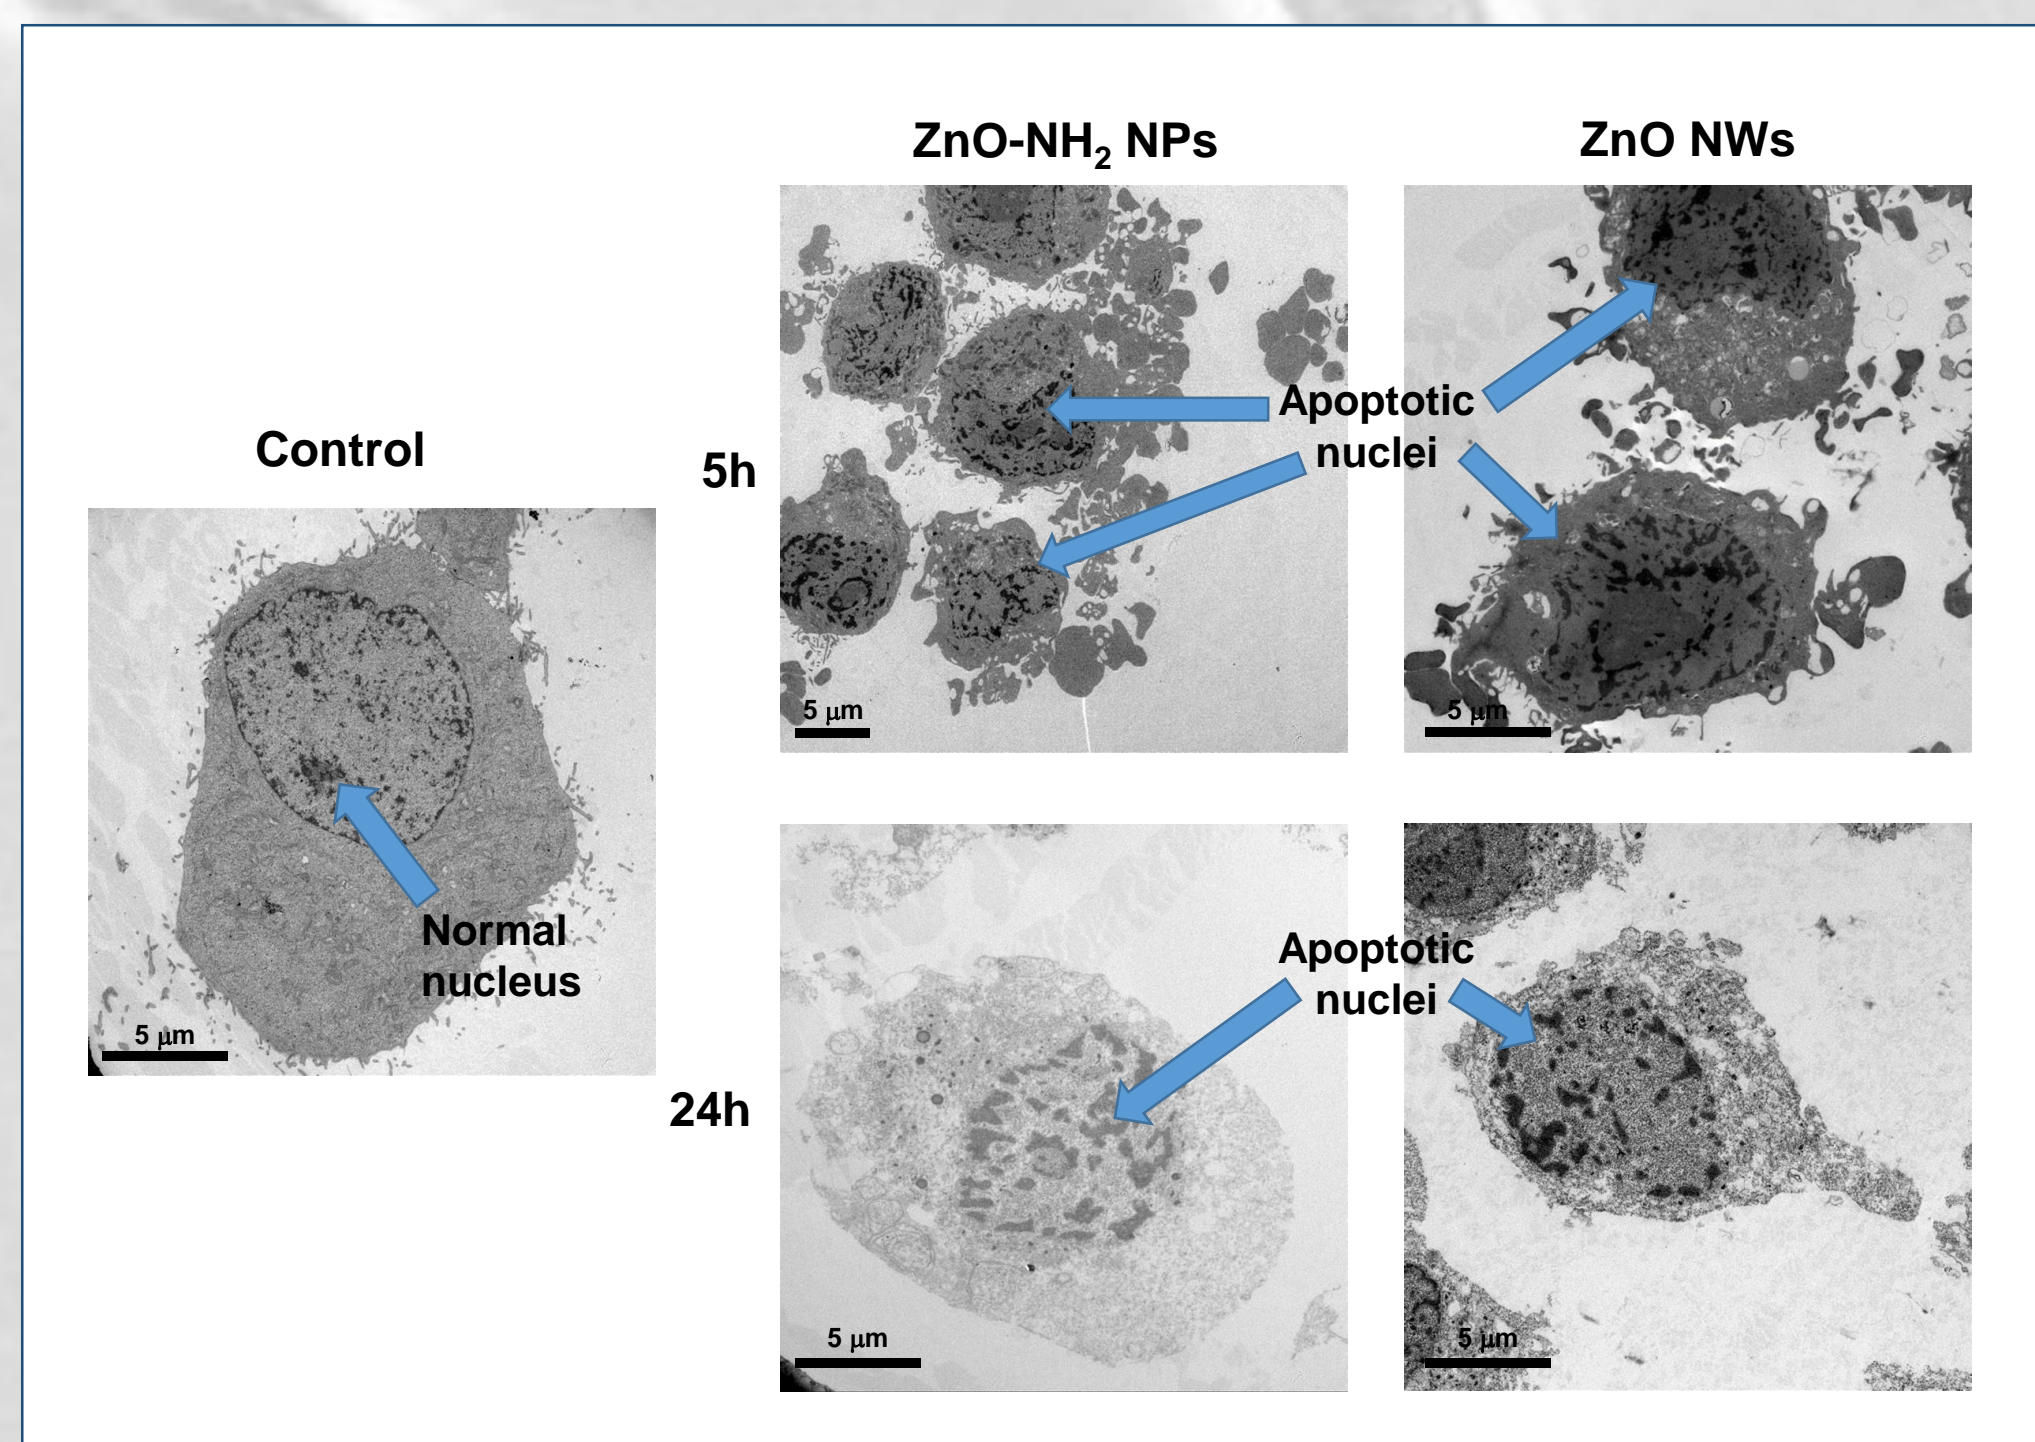 ZnO-NH₂ NPs
ZnO NWs
Control
5h
Apoptotic
nuclei
5 μm
5 μm
Normal
nucleus
5 μm
24h
Apoptotic
nuclei
5 μm
5 μm